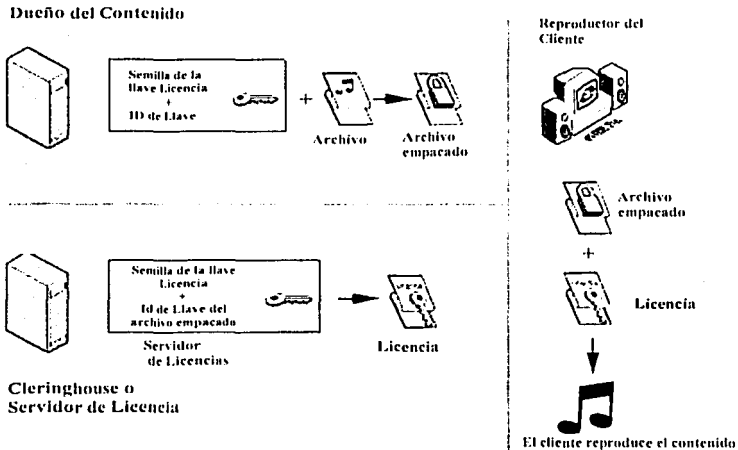 Dueño del Contenido
Semilla de la
llave Licencia
+
ID de Llave
+
Archivo
Archivo
empacado
Semilla de la llave
Licencia
+
Id de Llave del
archivo empacado
Servidor
de Licencias
Licencia
Cleringhouse o
Servidor de Licencia
Reproductor del
Cliente
Archivo
empacado
+
Licencia
El cliente reproduce el contenido